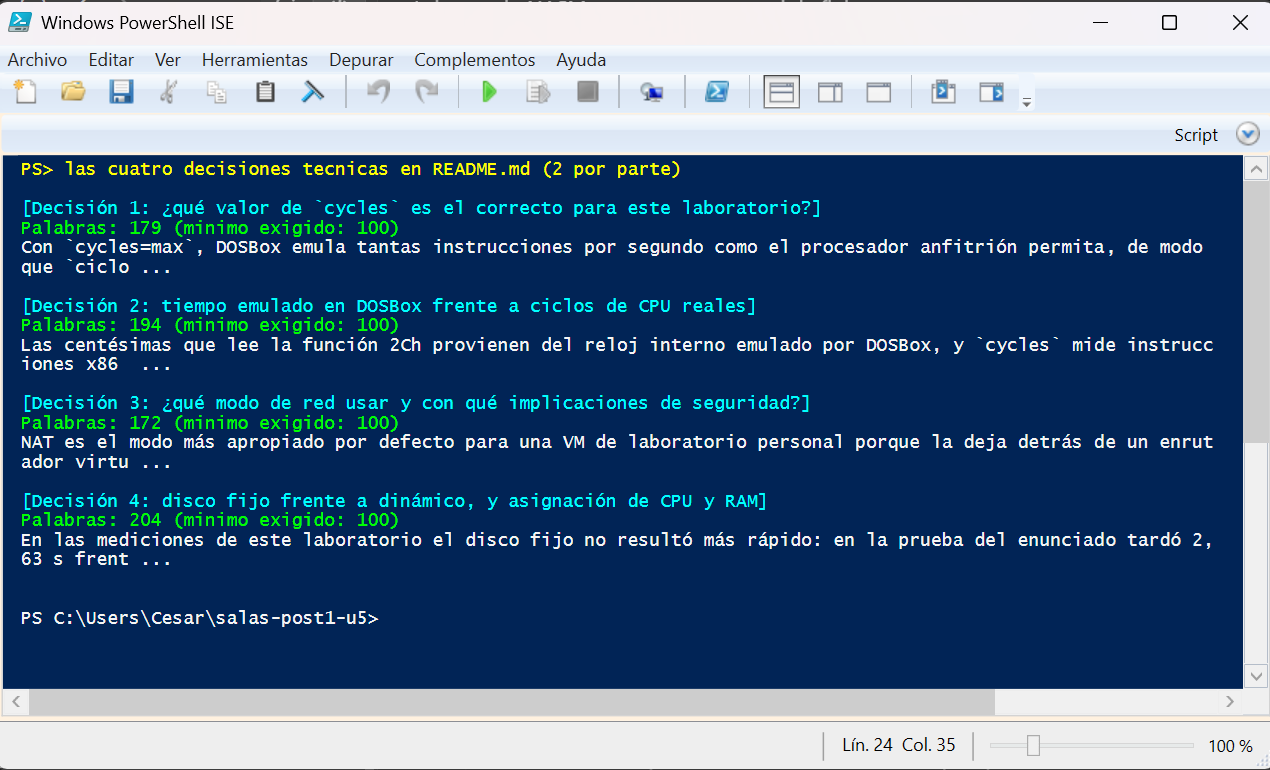 Windows PowerShell ISE
Archivo Editar Ver Herramientas Depurar Complementos Ayuda
Script
PS> las cuatro decisiones tecnicas en README.md (2 por parte)
[Decisión 1: ¿qué valor de `cycles` es el correcto para este laboratorio?]
Palabras: 179 (minimo exigido: 100)
Con `cycles=max`, DOSBox emula tantas instrucciones por segundo como el procesador anfitrión permita, de modo
que `ciclo ...
[Decisión 2: tiempo emulado en DOSBox frente a ciclos de CPU reales]
Palabras: 194 (minimo exigido: 100)
Las centésimas que lee la función 2Ch provienen del reloj interno emulado por DOSBox, y `cycles` mide instrucc
iones x86  ...
[Decisión 3: ¿qué modo de red usar y con qué implicaciones de seguridad?]
Palabras: 172 (minimo exigido: 100)
NAT es el modo más apropiado por defecto para una VM de laboratorio personal porque la deja detrás de un enrut
ador virtu ...
[Decisión 4: disco fijo frente a dinámico, y asignación de CPU y RAM]
Palabras: 204 (minimo exigido: 100)
En las mediciones de este laboratorio el disco fijo no resultó más rápido: en la prueba del enunciado tardó 2,
63 s frent ...
PS C:\Users\Cesar\salas-post1-u5>
Lín. 24 Col. 35
100 %